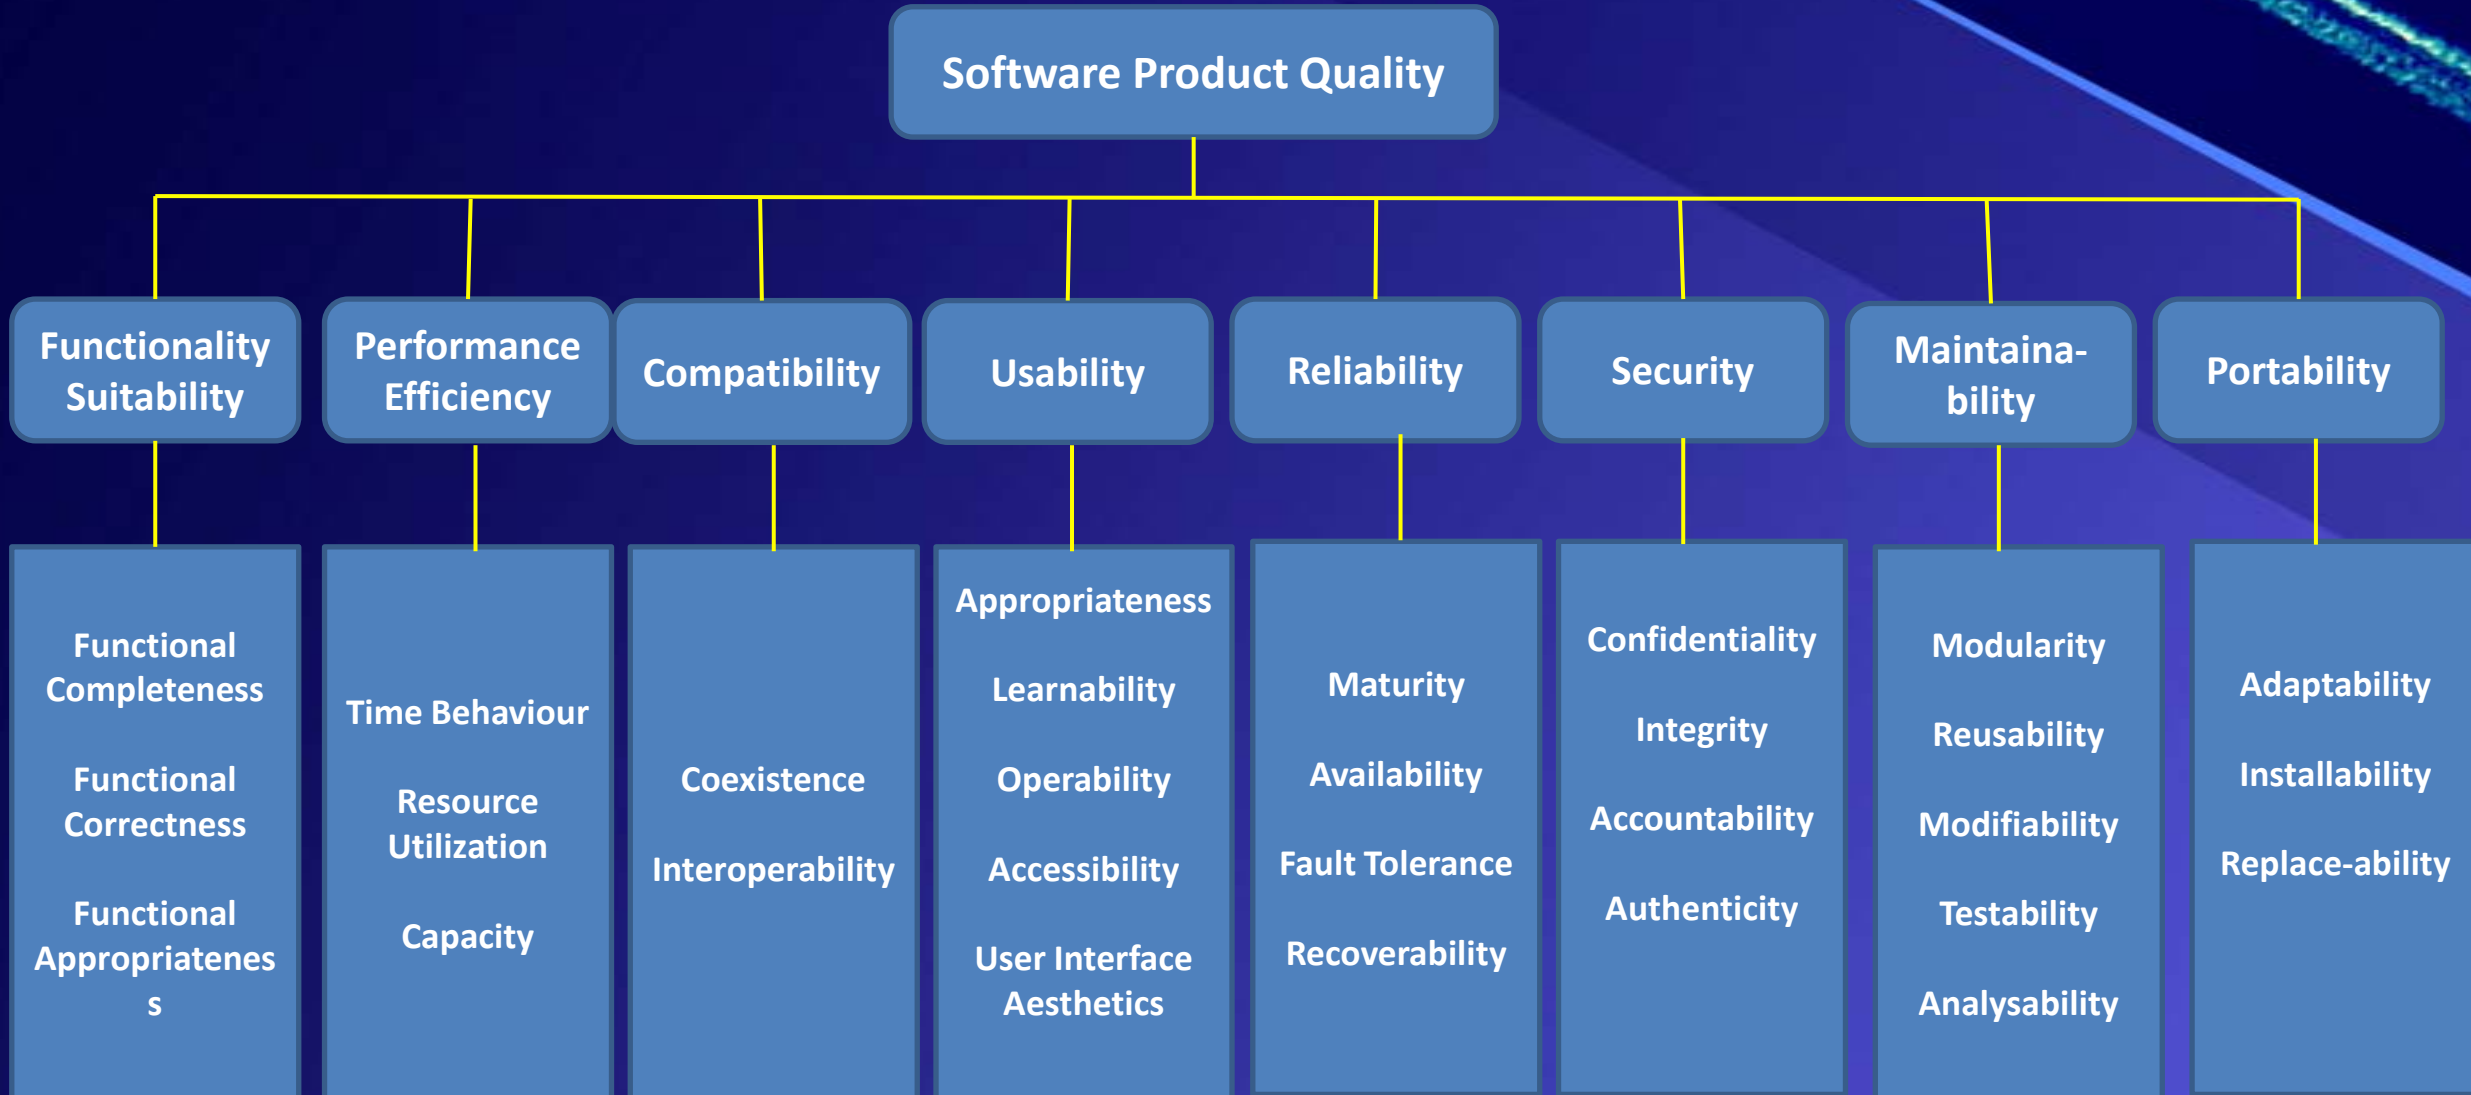 Software Product Quality
Functionality
Suitability
Performance
Efficiency
Compatibility
Usability
Reliability
Security
Maintaina-
bility
Portability
Functional
Completeness
Functional
Correctness
Functional
Appropriatenes
s
Time Behaviour
Resource
Utilization
Capacity
Coexistence
Interoperability
Appropriateness
Learnability
Operability
Accessibility
User Interface
Aesthetics
Maturity
Availability
Fault Tolerance
Recoverability
Confidentiality
Integrity
Accountability
Authenticity
Modularity
Reusability
Modifiability
Testability
Analysability
Adaptability
Installability
Replace-ability